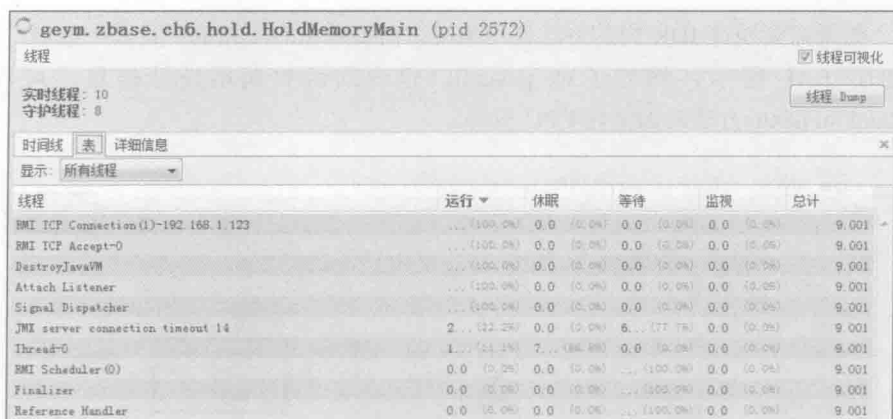 geym.zbase.ch6.hold.HoldMemoryMain (pid 2572)
线程
线程可视化
实时线程: 10
守护线程: 8
线程 Dump
时间线 表 详细信息
显示: 所有线程
线程 运行 休眠 等待 监视 总计
RMI TCP Connection(1)-192.168.1.123 ... (100.0%) 0.0 (0.0%) 0.0 (0.0%) 0.0 (0.0%) 9.001
RMI TCP Accept-0 ... (100.0%) 0.0 (0.0%) 0.0 (0.0%) 0.0 (0.0%) 9.001
DestroyJavaVM ... (100.0%) 0.0 (0.0%) 0.0 (0.0%) 0.0 (0.0%) 9.001
Attach Listener ... (100.0%) 0.0 (0.0%) 0.0 (0.0%) 0.0 (0.0%) 9.001
Signal Dispatcher ... (100.0%) 0.0 (0.0%) 0.0 (0.0%) 0.0 (0.0%) 9.001
JMX server connection timeout 14 2... (22.2%) 0.0 (0.0%) 6... (77.7%) 0.0 (0.0%) 9.001
Thread-0 1... (11.1%) 7... (88.8%) 0.0 (0.0%) 0.0 (0.0%) 9.001
RMI Scheduler(0) 0.0 (0.0%) 0.0 (0.0%) ... (100.0%) 0.0 (0.0%) 9.001
Finalizer 0.0 (0.0%) 0.0 (0.0%) ... (100.0%) 0.0 (0.0%) 9.001
Reference Handler 0.0 (0.0%) 0.0 (0.0%) ... (100.0%) 0.0 (0.0%) 9.001